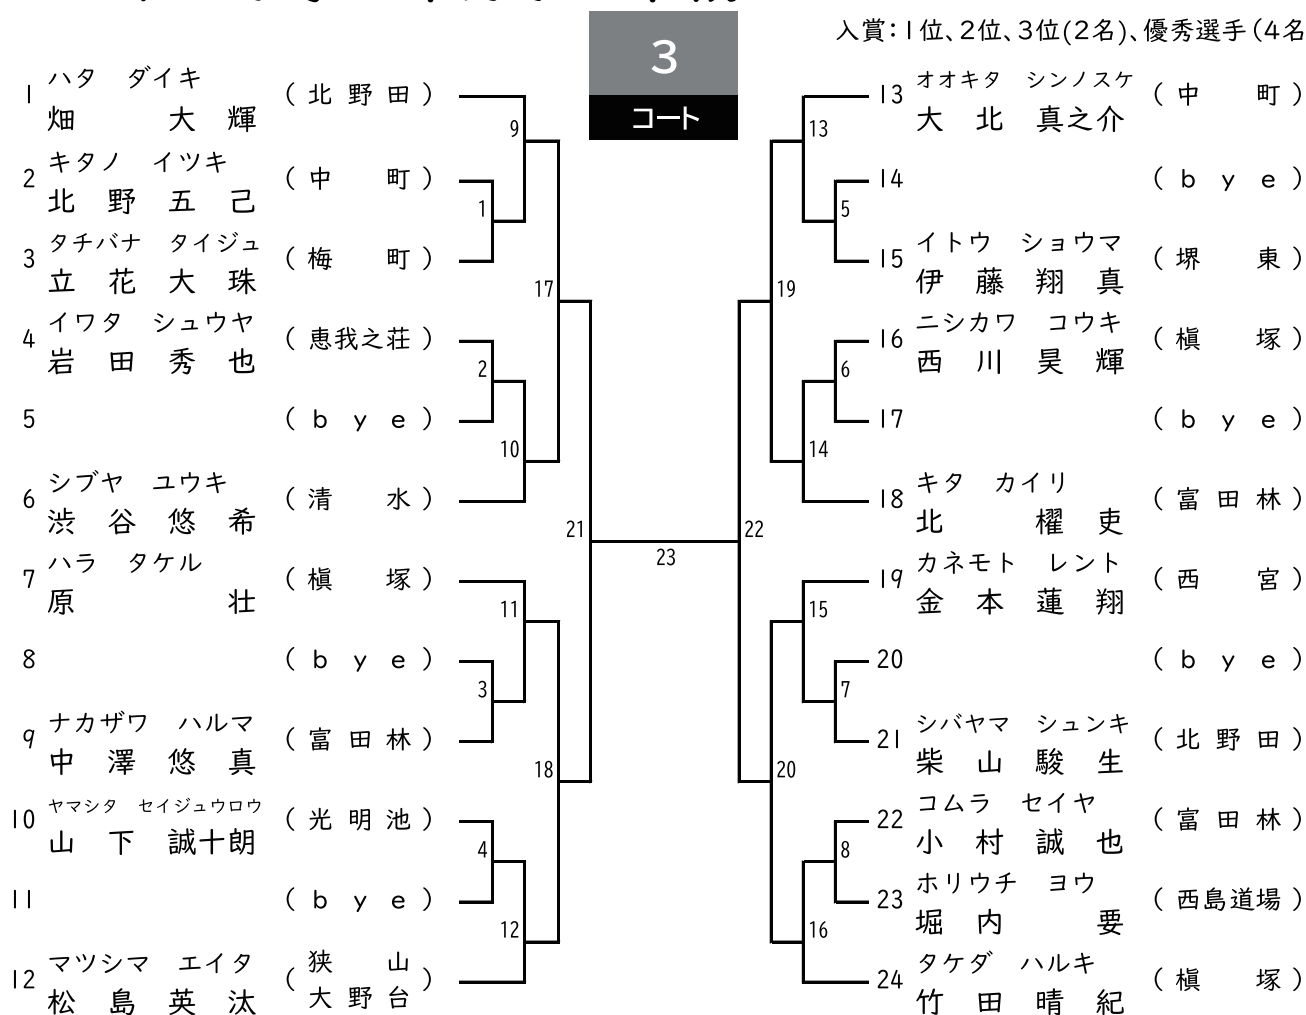 3
コート
入賞:1位、2位、3位(2名)、優秀選手(4名
ハタ ダイキ
1 畑 大輝 (北野田)
キタノ イツキ
2 北野五己 (中町)
タチバナ タイジュ
3 立花大珠 (梅町)
イワタ シュウヤ
4 岩田秀也 (恵我之荘)
5 (bye)
シブヤ ユウキ
6 渋谷悠希 (清水)
ハラ タケル
7 原 壮 (槇塚)
8 (bye)
ナカザワ ハルマ
9 中澤悠真 (富田林)
ヤマシタ セイジュウロウ
10 山下誠十朗 (光明池)
11 (bye)
マツシマ エイタ
12 松島英汰 (狭山大野台)
9
1
17
2
10
21
11
3
18
4
12
23
13
5
19
6
14
22
15
7
20
8
16
オオキタ シンノスケ
13 大北真之介 (中町)
14 (bye)
イトウ ショウマ
15 伊藤翔真 (堺東)
ニシカワ コウキ
16 西川昊輝 (槇塚)
17 (bye)
キタ カイリ
18 北 櫂吏 (富田林)
カネモト レント
19 金本蓮翔 (西宮)
20 (bye)
シバヤマ シュンキ
21 柴山駿生 (北野田)
コムラ セイヤ
22 小村誠也 (富田林)
ホリウチ ヨウ
23 堀内 要 (西島道場)
タケダ ハルキ
24 竹田晴紀 (槇塚)